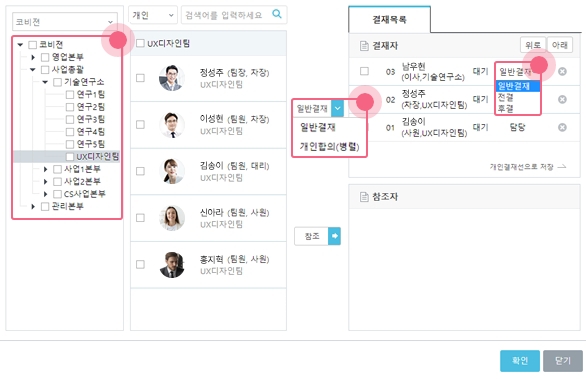 코비젼
코비젼
영업본부
사업총괄
기술연구소
연구1팀
연구2팀
연구3팀
연구4팀
연구5팀
UX디자인팀
사업1본부
사업2본부
CS사업본부
관리본부
개인
검색어를 입력하세요
UX디자인팀
정성주 (팀장, 차장)
UX디자인팀
이성현 (팀원, 차장)
UX디자인팀
김송이 (팀원, 대리)
UX디자인팀
신아라 (팀원, 사원)
UX디자인팀
홍지혁 (팀원, 사원)
UX디자인팀
일반결재
일반결재
개인합의(병렬)
참조
결재목록
결재자
위로
아래
03 남우현 (이사,기술연구소) 대기 일반결재
일반결재
전결
후결
02 정성주 (차장,UX디자인팀) 대기
01 김송이 (사원,UX디자인팀) 대기 담당
개인결재선으로 저장
참조자
확인
닫기